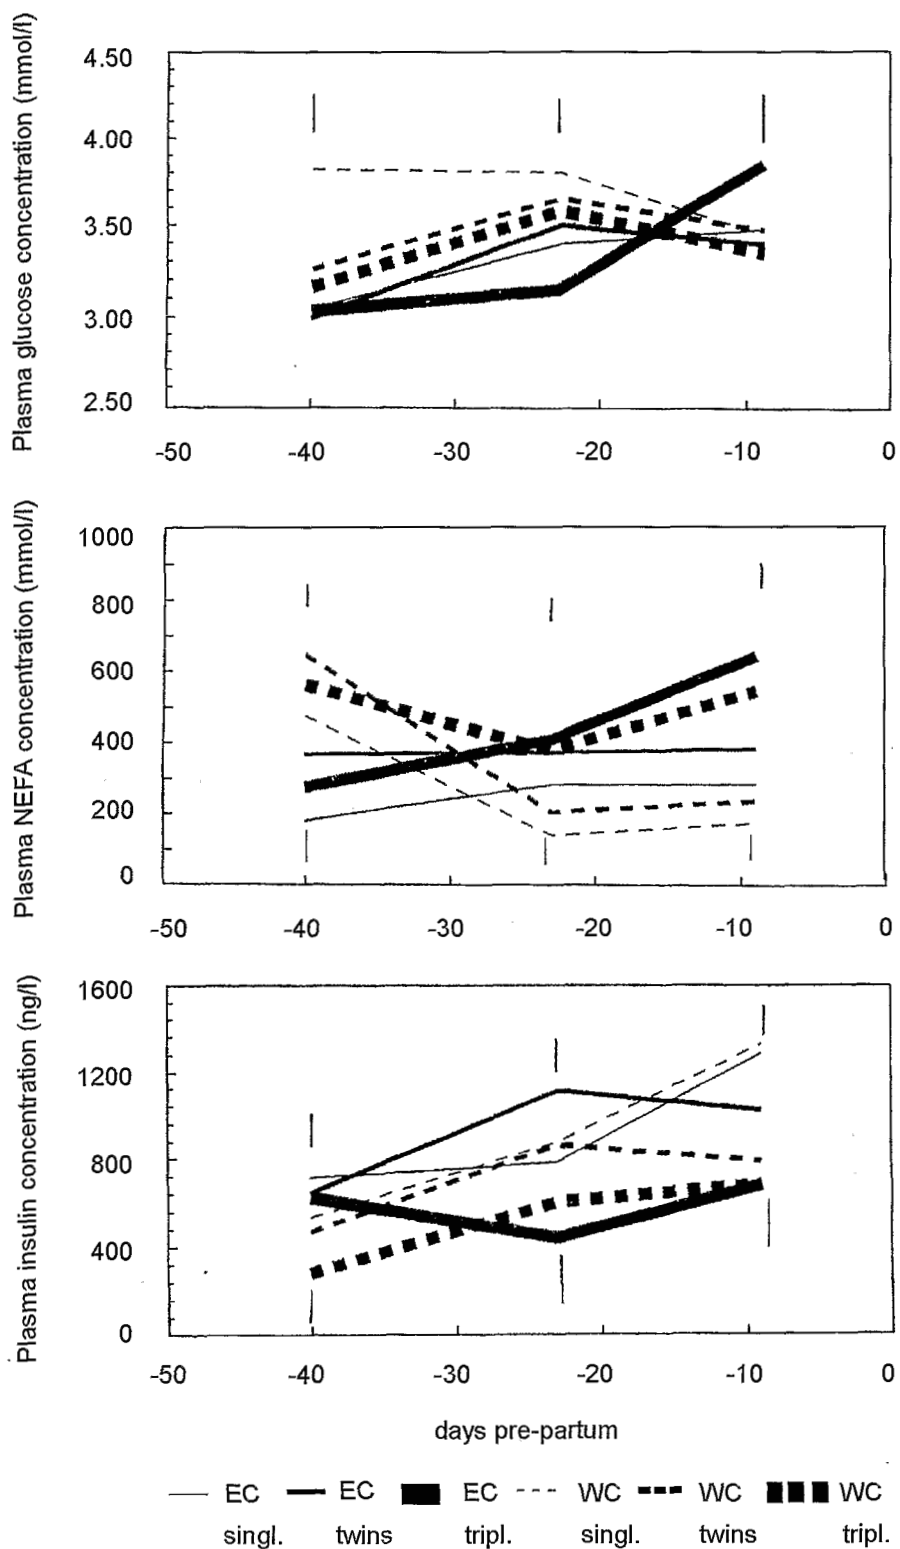 Plasma glucose concentration (mmol/l)
4.50
4.00
3.50
3.00
2.50
-50 -40 -30 -20 -10 0
Plasma NEFA concentration (mmol/l)
1000
800
600
400
200
0
-50 -40 -30 -20 -10 0
Plasma insulin concentration (ng/l)
1600
1200
800
400
0
-50 -40 -30 -20 -10 0
days pre-partum
EC EC EC WC WC WC
singl. twins tripl. singl. twins tripl.